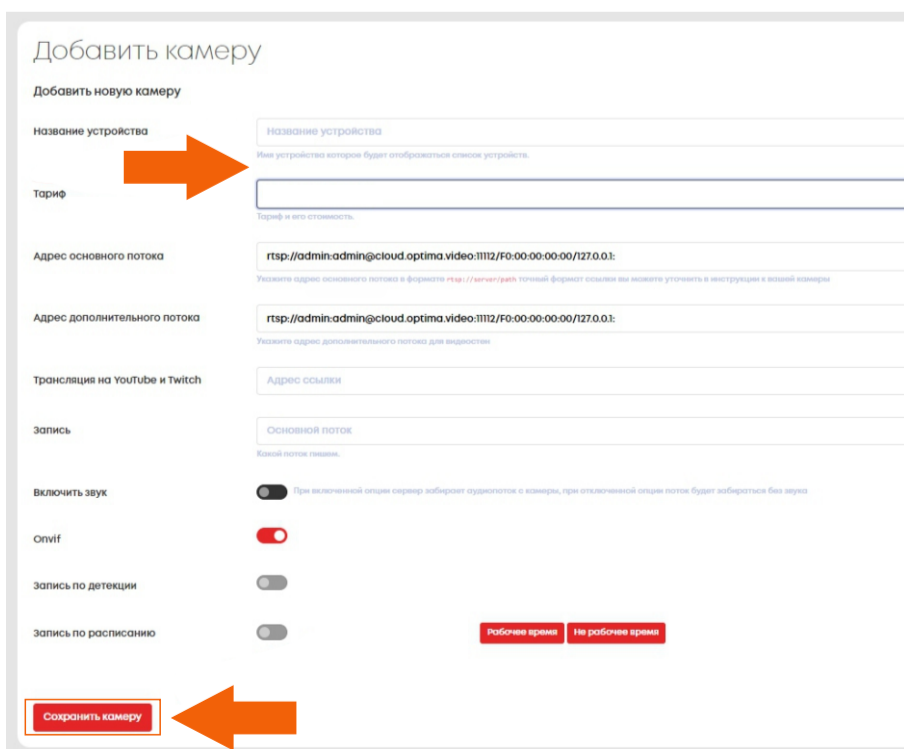 Добавить камеру
Добавить новую камеру
Название устройства
Название устройства
Имя устройства которое будет отображаться список устройств.
Тариф
Тариф и его стоимость
Адрес основного потока
rtsp://admin:admin@cloud.optima.video:11112/F0:00:00:00:00/127.0.0.1:
Укажите адрес основного потока в формате rtsp://server/path точный формат ссылки вы можете уточнить в инструкции к вашей камеры
Адрес дополнительного потока
rtsp://admin:admin@cloud.optima.video:11112/F0:00:00:00:00/127.0.0.1:
Укажите адрес дополнительного потока для видеостен
Трансляция на YouTube и Twitch
Адрес ссылки
Запись
Основной поток
Какой поток пишем.
Включить звук
При включенной опции сервер забирает аудиопоток с камеры, при отключенной опции поток будет забираться без звука
Onvif
Запись по детекции
Запись по расписанию
Рабочее время
Не рабочее время
Сохранить камеру